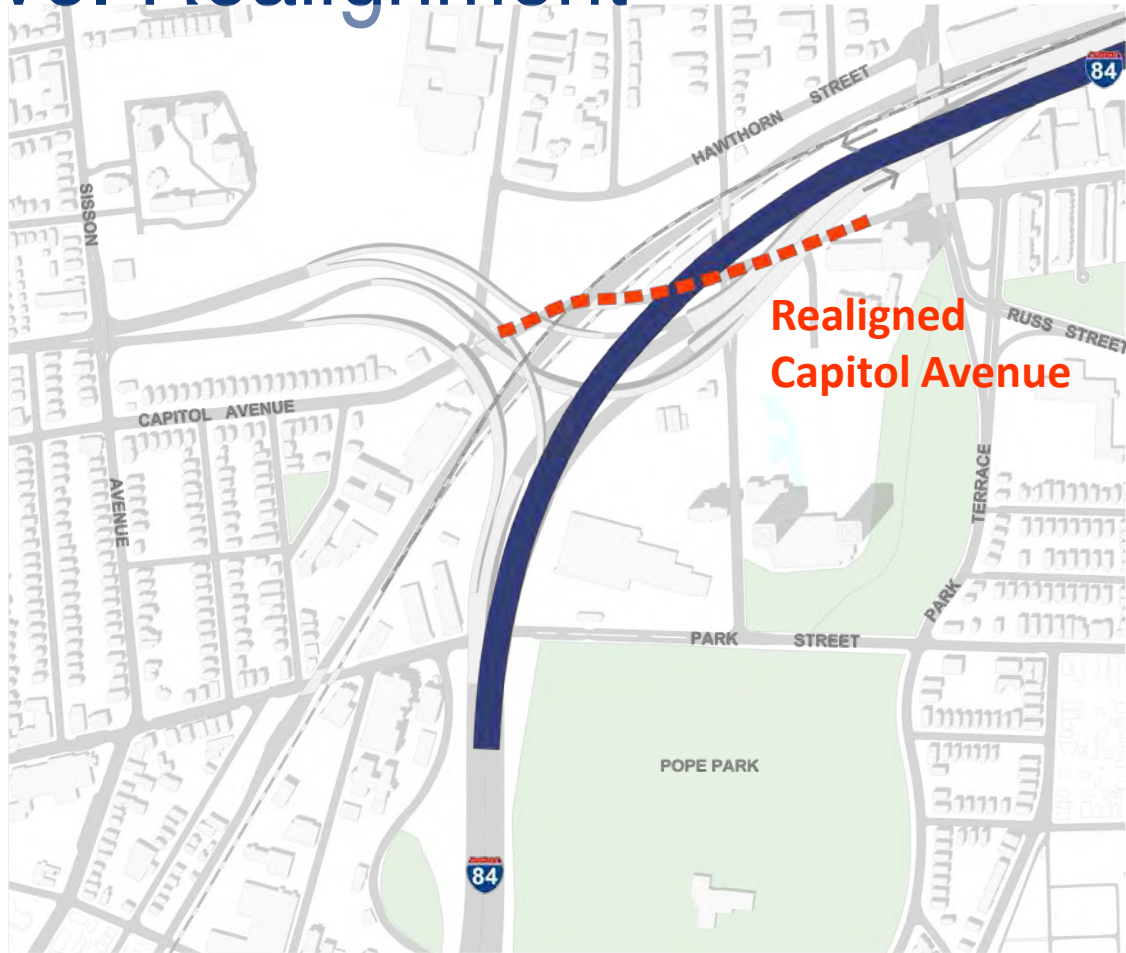 Realignment
84
HAWTHORN STREET
SISSON
Realigned
Capitol Avenue
RUSS STREET
CAPITOL AVENUE
AVENUE
TERRACE
PARK
PARK STREET
POPE PARK
84